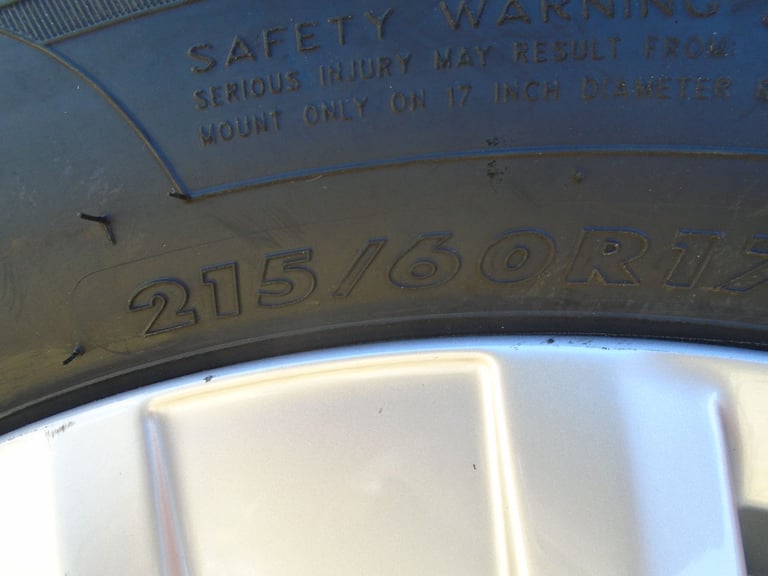 SAFETY WARNING
SERIOUS INJURY MAY RESULT FROM:
MOUNT ONLY ON 17 INCH DIAMETER
215/60R17